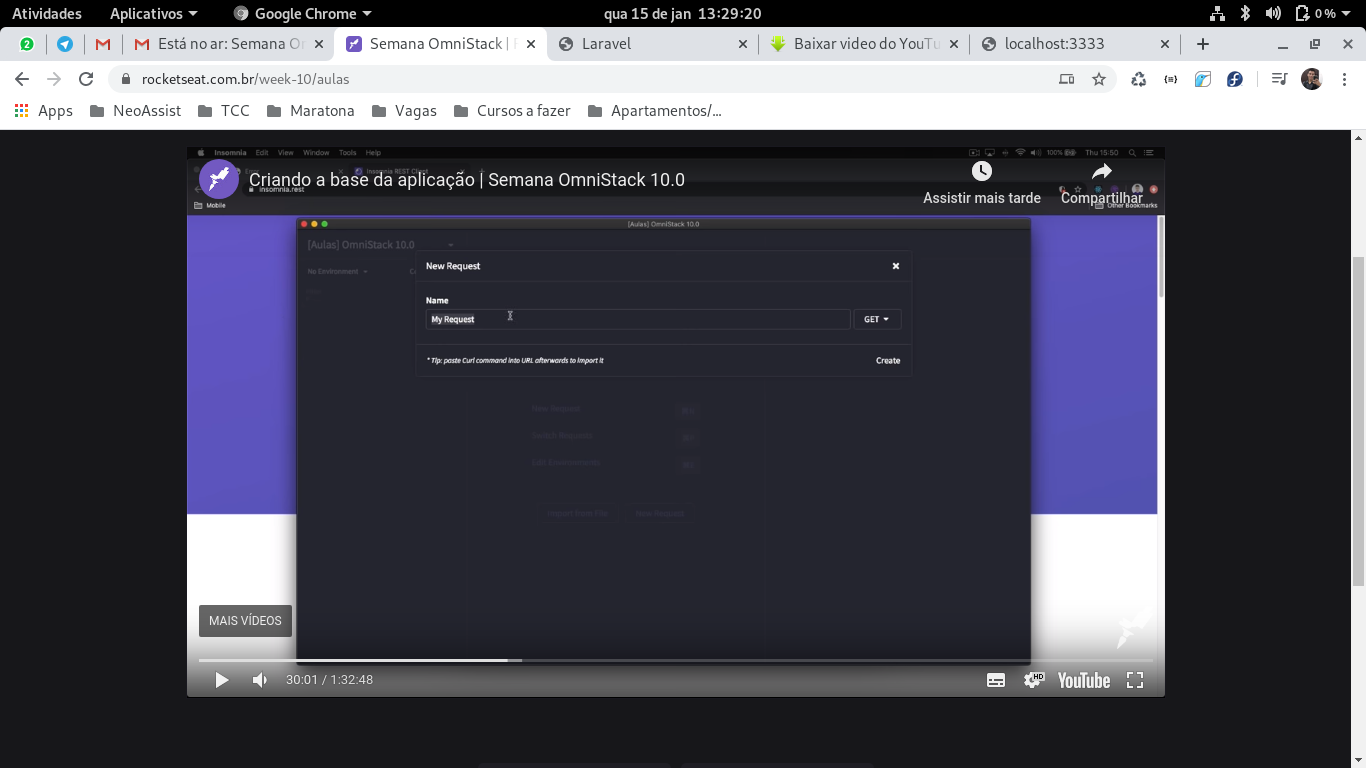 Atividades Aplicativos Google Chrome qua 15 de jan 13:29:20 0 %
2 Está no ar: Semana O Semana OmniStack | Laravel Baixar video do YouTu localhost:3333
rocketseat.com.br/week-10/aulas
Apps NeoAssist TCC Maratona Vagas Cursos a fazer Apartamentos/...
Insomnia Edit View Window Tools Help 100% Thu 15:50
Criando a base da aplicação | Semana OmniStack 10.0
Insomnia REST Client
insomnia.rest
Assistir mais tarde Compartilhar
Mobile Other Bookmarks
[Aulas] OmniStack 10.0
[Aulas] OmniStack 10.0
New Request
No Environment
Name
My Request GET
* Tip: paste Curl command into URL afterwards to import it Create
New Request
Switch Requests
Edit Environments
Import from File New Request
MAIS VÍDEOS
30:01 / 1:32:48 HD YouTube